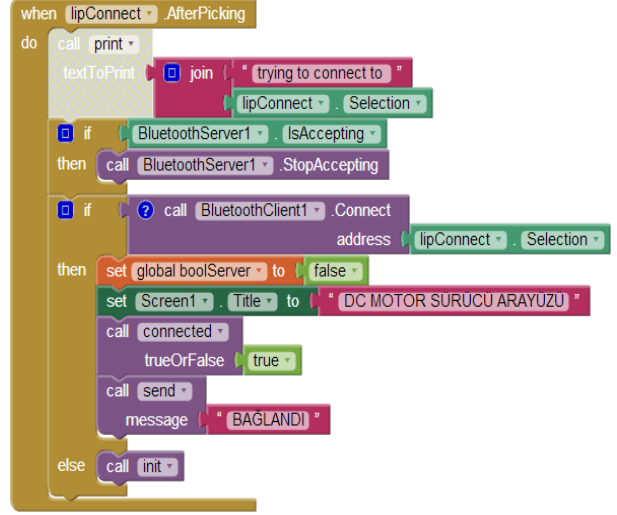 when lipConnect .AfterPicking
do call print
textToPrint join " trying to connect to "
lipConnect . Selection
if BluetoothServer1 . IsAccepting
then call BluetoothServer1 .StopAccepting
if ? call BluetoothClient1 .Connect
address lipConnect . Selection
then set global boolServer to false
set Screen1 . Title to " DC MOTOR SÜRÜCÜ ARAYÜZÜ "
call connected
trueOrFalse true
call send
message " BAĞLANDI "
else call init